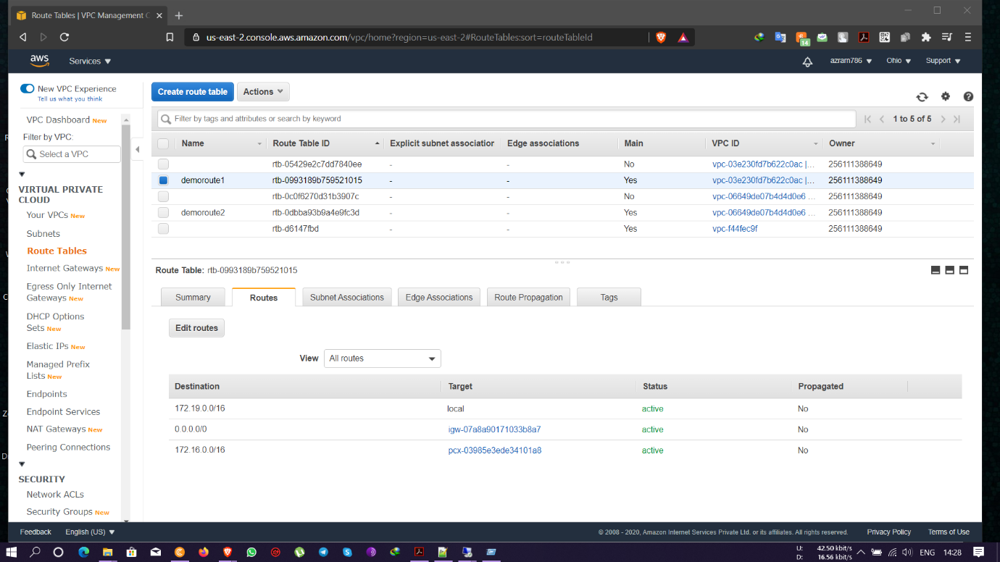 Route Tables | VPC Management C
us-east-2.console.aws.amazon.com/vpc/home?region=us-east-2#RouteTables:sort=routeTableId
14
aws Services azram786 Ohio Support
New VPC Experience
Tell us what you think
VPC Dashboard New
Filter by VPC:
Select a VPC
VIRTUAL PRIVATE
CLOUD
Your VPCs New
Subnets
Route Tables
Internet Gateways New
Egress Only Internet
Gateways New
DHCP Options
Sets New
Elastic IPs New
Managed Prefix
Lists New
Endpoints
Endpoint Services
NAT Gateways New
Peering Connections
SECURITY
Network ACLs
Security Groups New
Create route table Actions
Filter by tags and attributes or search by keyword
1 to 5 of 5
Name Route Table ID Explicit subnet association Edge associations Main VPC ID Owner
rtb-05429e2c7dd7840ee - - No vpc-03e230fd7b622c0ac |... 256111388649
demoroute1 rtb-0993189b759521015 - - Yes vpc-03e230fd7b622c0ac |... 256111388649
rtb-0c0f6270d31b3907c - - No vpc-06649de07b4d4d0e6 ... 256111388649
demoroute2 rtb-0dbba93b9a4e9fc3d - - Yes vpc-06649de07b4d4d0e6 ... 256111388649
rtb-d6147fbd - - Yes vpc-f44fec9f 256111388649
Route Table: rtb-0993189b759521015
Summary Routes Subnet Associations Edge Associations Route Propagation Tags
Edit routes
View All routes
Destination Target Status Propagated
172.19.0.0/16 local active No
0.0.0.0/0 igw-07a8a90171033b8a7 active No
172.16.0.0/16 pcx-03985e3ede34101a8 active No
Feedback English (US) © 2008 - 2020, Amazon Internet Services Private Ltd. or its affiliates. All rights reserved. Privacy Policy Terms of Use
U: 42.50 kbit/s
D: 16.56 kbit/s
ENG 14:28